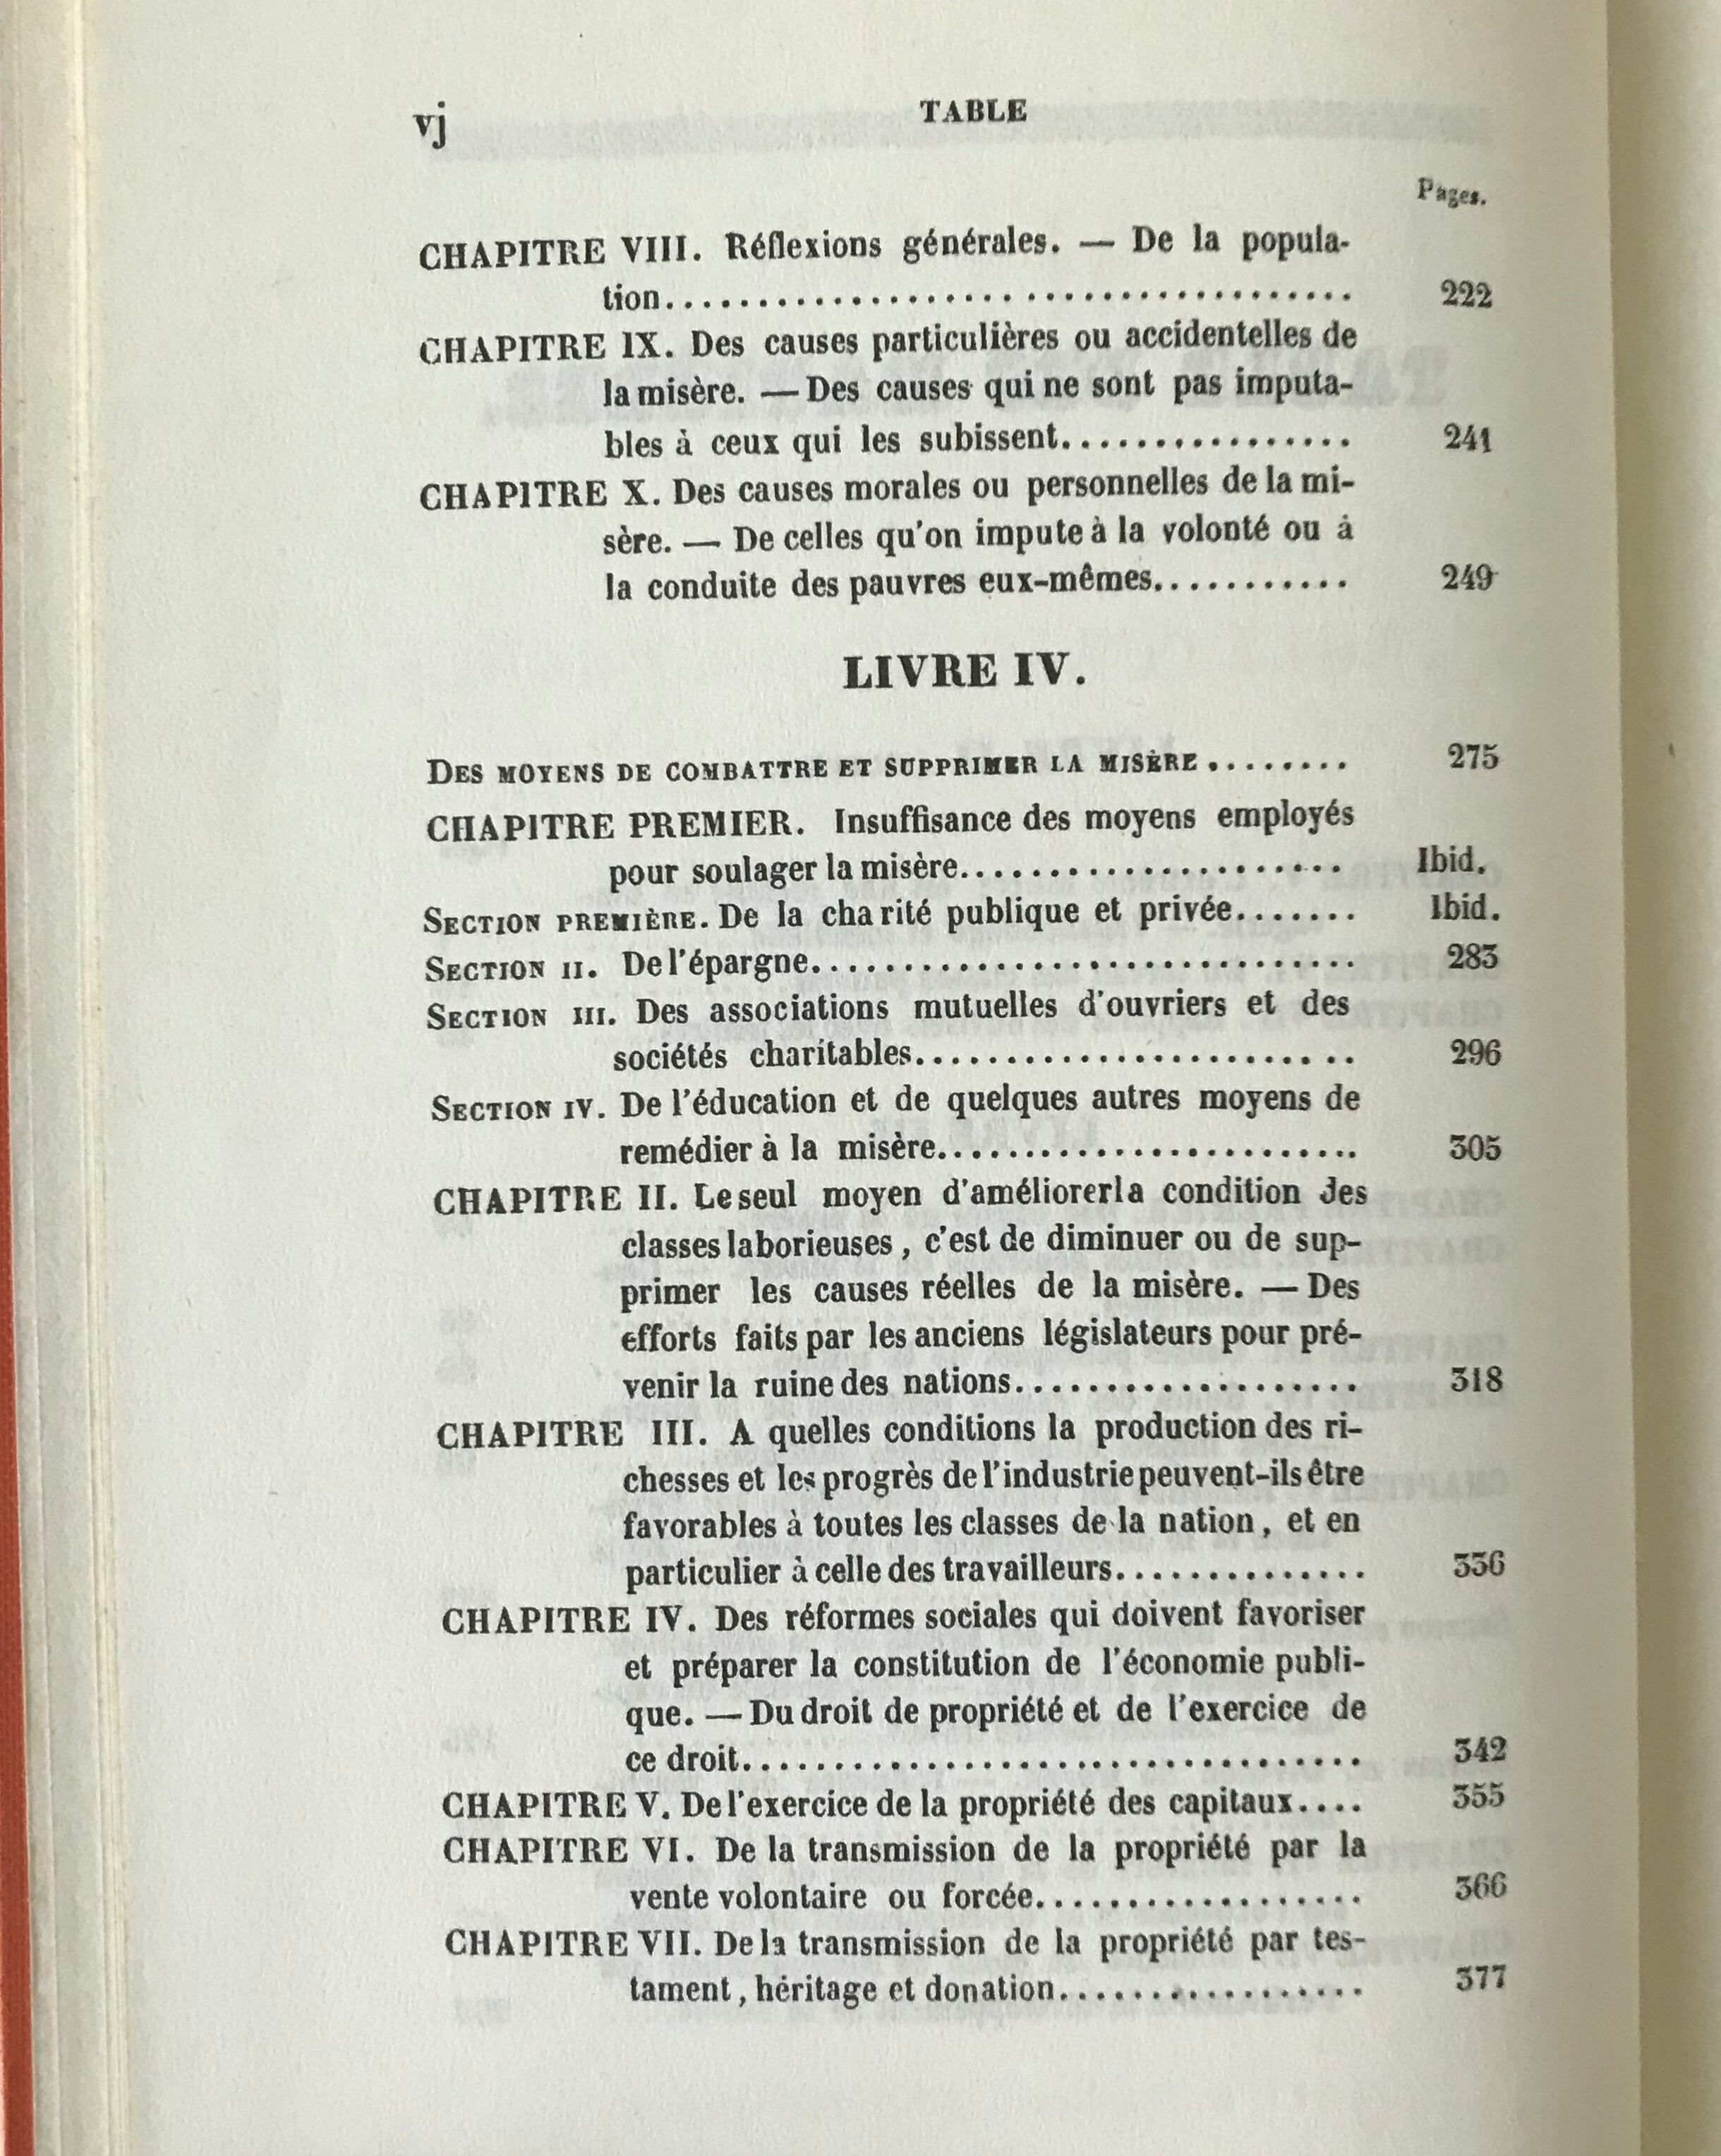 vj
TABLE
Pages.
CHAPITRE VIII. Réflexions générales. — De la popula-
tion..................................... 222
CHAPITRE IX. Des causes particulières ou accidentelles de
la misère. — Des causes qui ne sont pas imputa-
bles à ceux qui les subissent................ 241
CHAPITRE X. Des causes morales ou personnelles de la mi-
sère. — De celles qu'on impute à la volonté ou à
la conduite des pauvres eux-mêmes........... 249
LIVRE IV.
DES MOYENS DE COMBATTRE ET SUPPRIMER LA MISÈRE ........ 275
CHAPITRE PREMIER. Insuffisance des moyens employés
pour soulager la misère..................... Ibid.
SECTION PREMIÈRE. De la charité publique et privée....... Ibid.
SECTION II. De l'épargne.............................. 283
SECTION III. Des associations mutuelles d'ouvriers et des
sociétés charitables........................ 296
SECTION IV. De l'éducation et de quelques autres moyens de
remédier à la misère........................ 305
CHAPITRE II. Le seul moyen d'améliorer la condition des
classes laborieuses, c'est de diminuer ou de sup-
primer les causes réelles de la misère. — Des
efforts faits par les anciens législateurs pour pré-
venir la ruine des nations................... 318
CHAPITRE III. A quelles conditions la production des ri-
chesses et les progrès de l'industrie peuvent-ils être
favorables à toutes les classes de la nation, et en
particulier à celle des travailleurs.............. 336
CHAPITRE IV. Des réformes sociales qui doivent favoriser
et préparer la constitution de l'économie publi-
que. — Du droit de propriété et de l'exercice de
ce droit................................... 342
CHAPITRE V. De l'exercice de la propriété des capitaux.... 355
CHAPITRE VI. De la transmission de la propriété par la
vente volontaire ou forcée.................. 366
CHAPITRE VII. De la transmission de la propriété par tes-
tament, héritage et donation................. 377